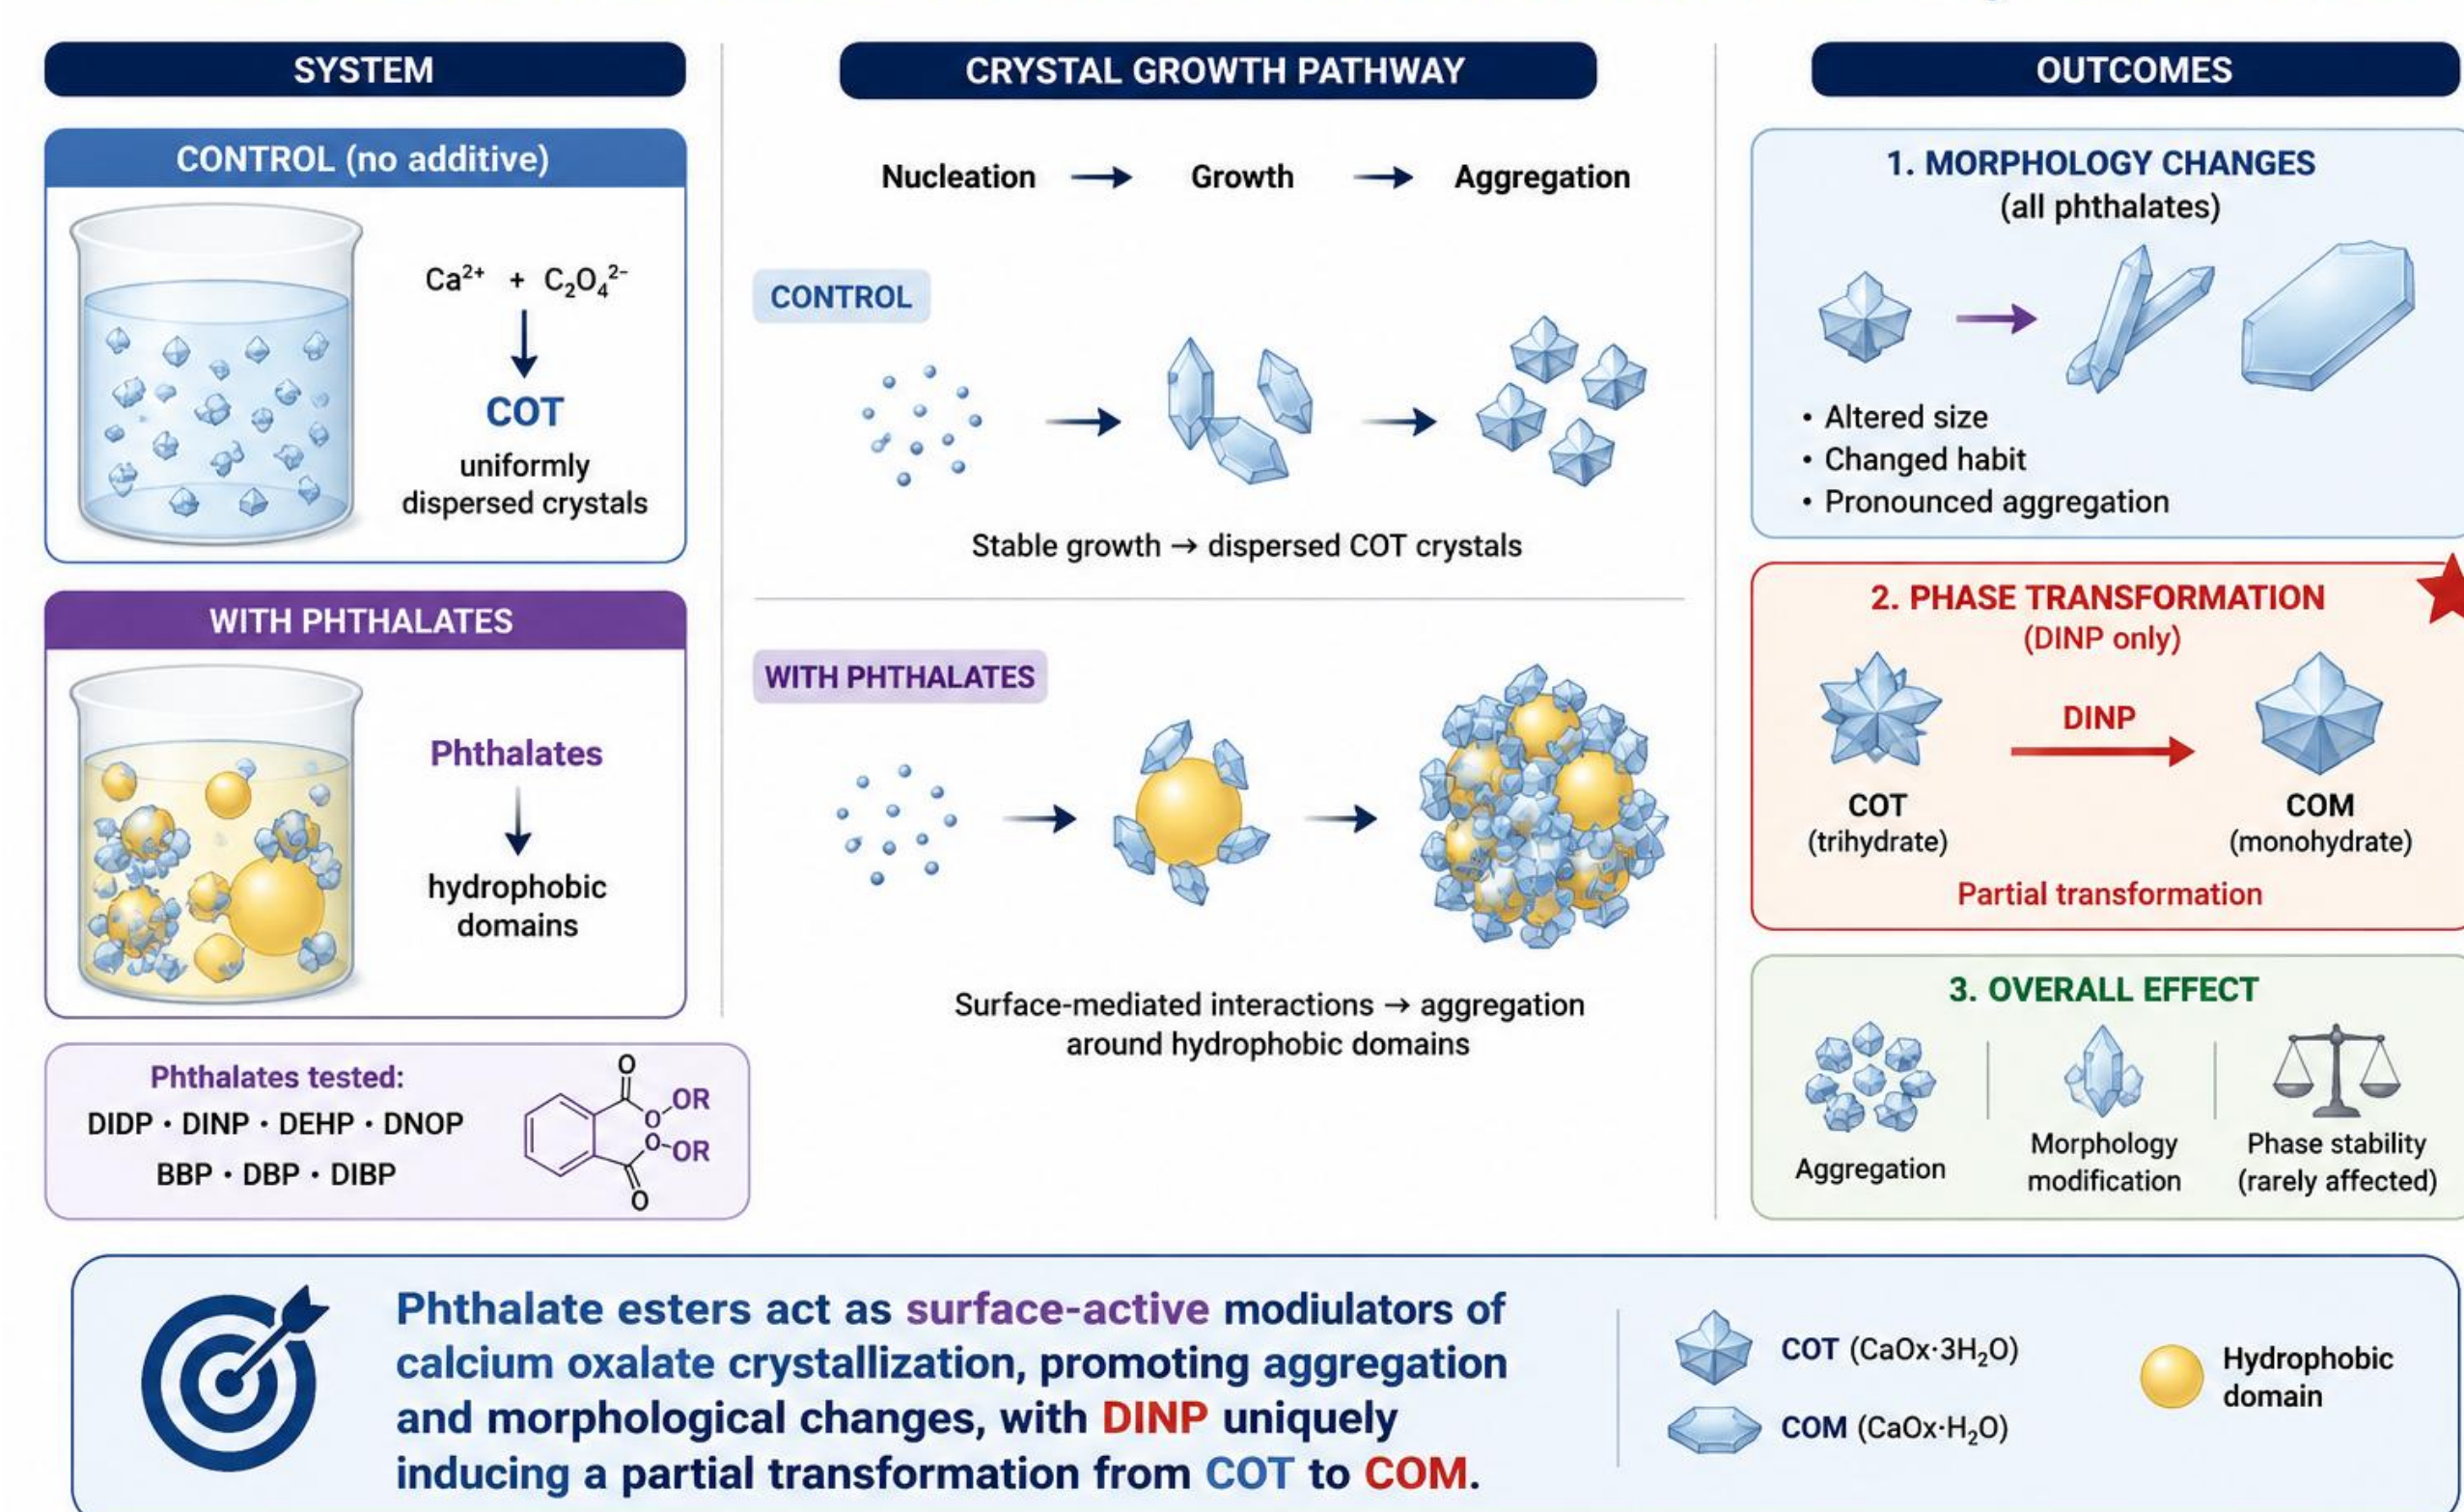 SYSTEM
CONTROL (no additive)
Ca²⁺ + C₂O₄²⁻
COT
uniformly
dispersed crystals
WITH PHTHALATES
Phthalates
hydrophobic
domains
Phthalates tested:
DIDP · DINP · DEHP · DNOP
BBP · DBP · DIBP
O
O-OR
O-OR
O
CRYSTAL GROWTH PATHWAY
Nucleation → Growth → Aggregation
CONTROL
Stable growth → dispersed COT crystals
WITH PHTHALATES
Surface-mediated interactions → aggregation
around hydrophobic domains
OUTCOMES
1. MORPHOLOGY CHANGES
(all phthalates)
• Altered size
• Changed habit
• Pronounced aggregation
2. PHASE TRANSFORMATION
(DINP only)
DINP
COT
(trihydrate)
COM
(monohydrate)
Partial transformation
3. OVERALL EFFECT
Aggregation
Morphology
modification
Phase stability
(rarely affected)
Phthalate esters act as surface-active modiulators of
calcium oxalate crystallization, promoting aggregation
and morphological changes, with DINP uniquely
inducing a partial transformation from COT to COM.
COT (CaOx·3H₂O)
COM (CaOx·H₂O)
Hydrophobic
domain